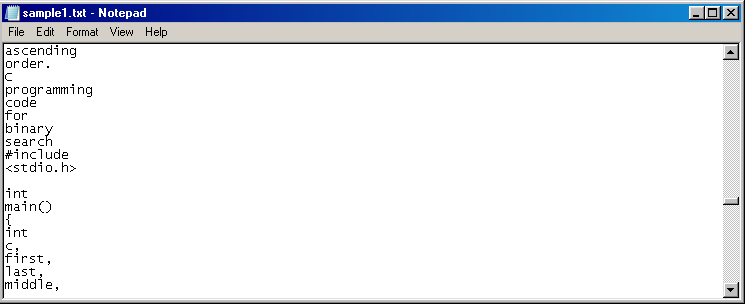 sample1.txt - Notepad
File Edit Format View Help
ascending
order.
C
programming
code
for
binary
search
#include
<stdio.h>
int
main()
{
int
c,
first,
last,
middle,